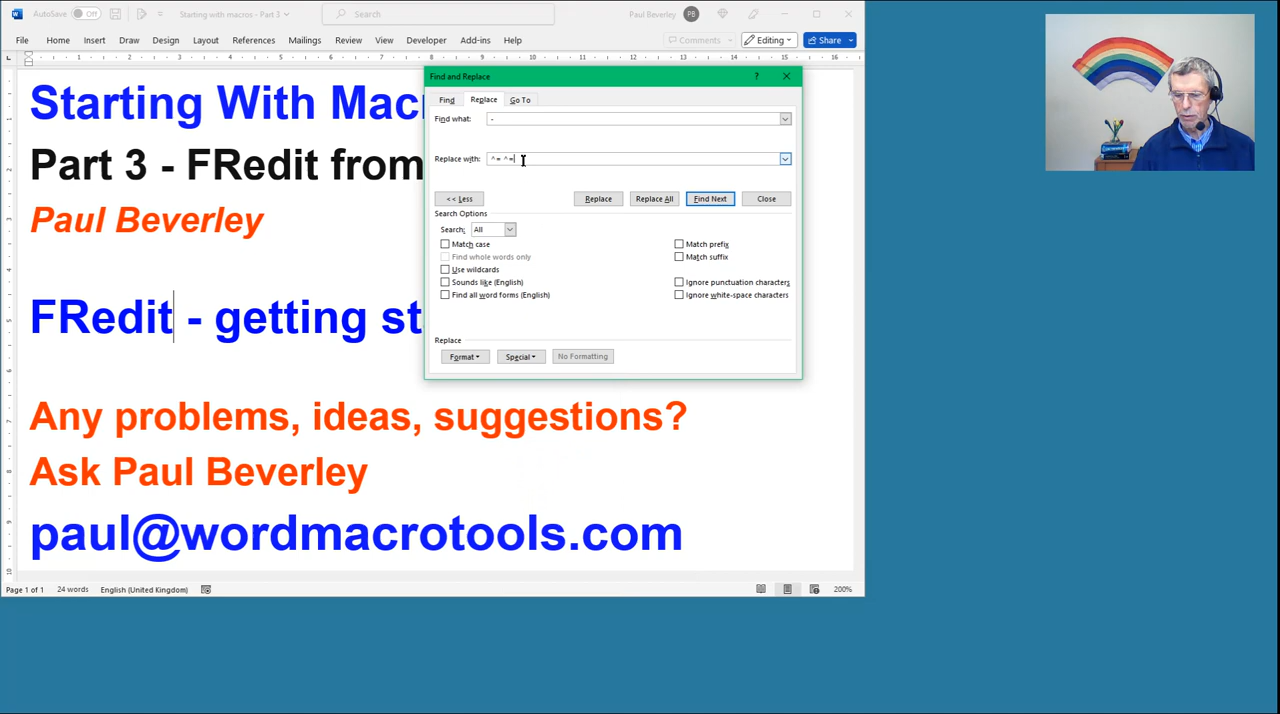 AutoSave Off Starting with macros - Part 3 Search Paul Beverley PB
File Home Insert Draw Design Layout References Mailings Review View Developer Add-ins Help Comments Editing Share
Starting With Mac
Part 3 - FRedit from
Paul Beverley
FRedit - getting st
Any problems, ideas, suggestions?
Ask Paul Beverley
paul@wordmacrotools.com
Find and Replace ?
Find Replace Go To
Find what: -
Replace with: ^= ^=
<< Less Replace Replace All Find Next Close
Search Options
Search: All
Match case Match prefix
Find whole words only Match suffix
Use wildcards
Sounds like (English) Ignore punctuation characters
Find all word forms (English) Ignore white-space characters
Replace
Format Special No Formatting
Page 1 of 1 24 words English (United Kingdom) 200%